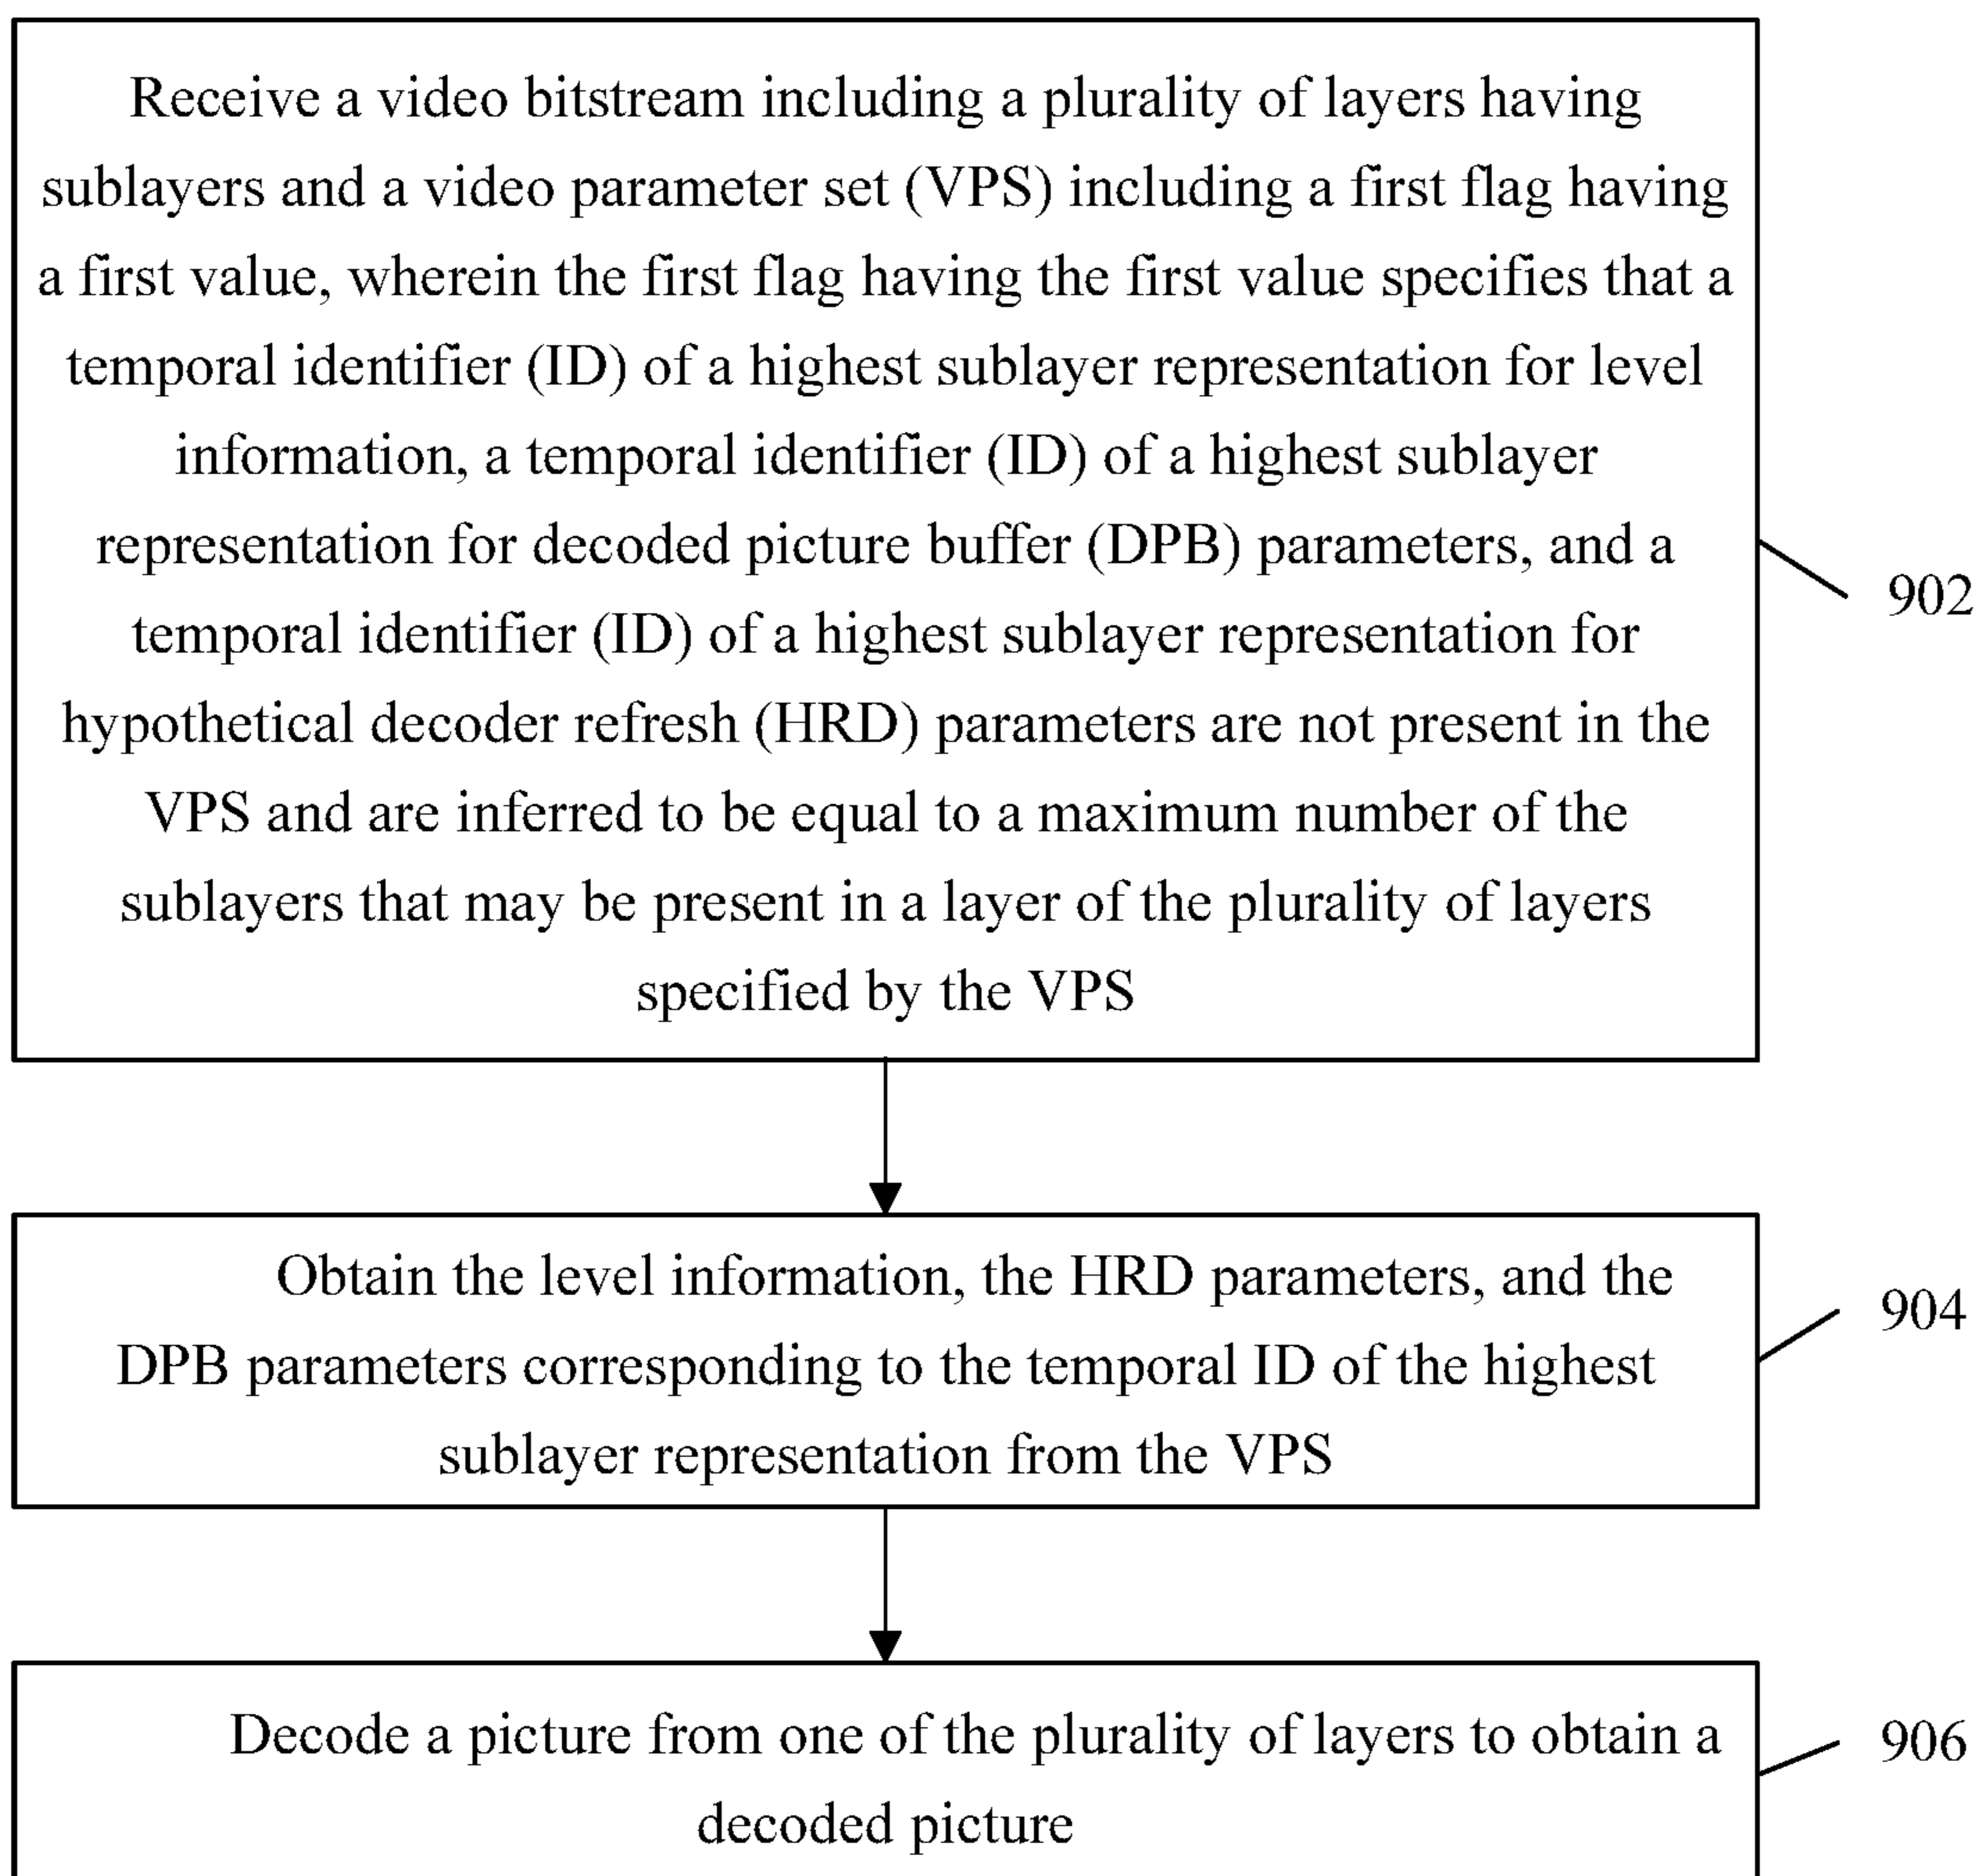 Receive a video bitstream including a plurality of layers having
sublayers and a video parameter set (VPS) including a first flag having
a first value, wherein the first flag having the first value specifies that a
temporal identifier (ID) of a highest sublayer representation for level
information, a temporal identifier (ID) of a highest sublayer
representation for decoded picture buffer (DPB) parameters, and a
temporal identifier (ID) of a highest sublayer representation for
hypothetical decoder refresh (HRD) parameters are not present in the
VPS and are inferred to be equal to a maximum number of the
sublayers that may be present in a layer of the plurality of layers
specified by the VPS
902
Obtain the level information, the HRD parameters, and the
DPB parameters corresponding to the temporal ID of the highest
sublayer representation from the VPS
904
Decode a picture from one of the plurality of layers to obtain a
decoded picture
906